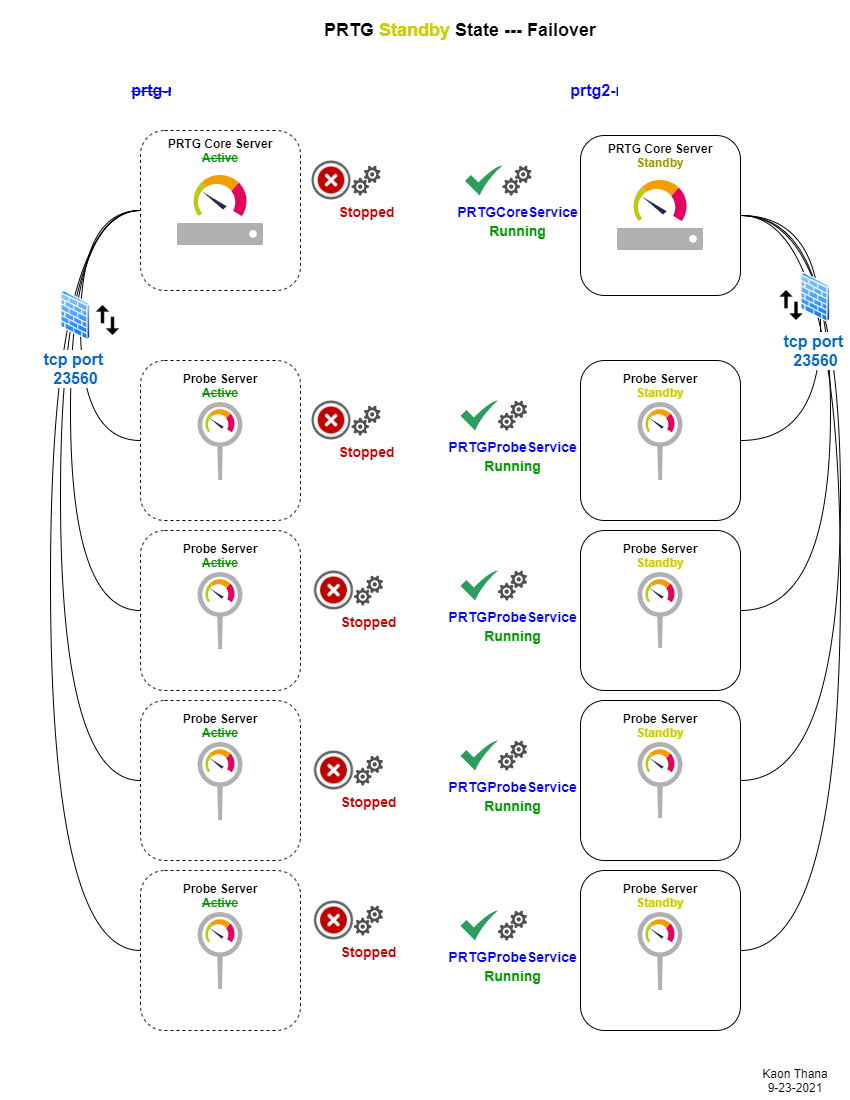 PRTG Standby State --- Failover
prtg-
prtg2-
PRTG Core Server
Active
Stopped
PRTGCoreService
Running
PRTG Core Server
Standby
tcp port
23560
tcp port
23560
Probe Server
Active
Stopped
PRTGProbeService
Running
Probe Server
Standby
Probe Server
Active
Stopped
PRTGProbeService
Running
Probe Server
Standby
Probe Server
Active
Stopped
PRTGProbeService
Running
Probe Server
Standby
Probe Server
Active
Stopped
PRTGProbeService
Running
Probe Server
Standby
Kaon Thana
9-23-2021